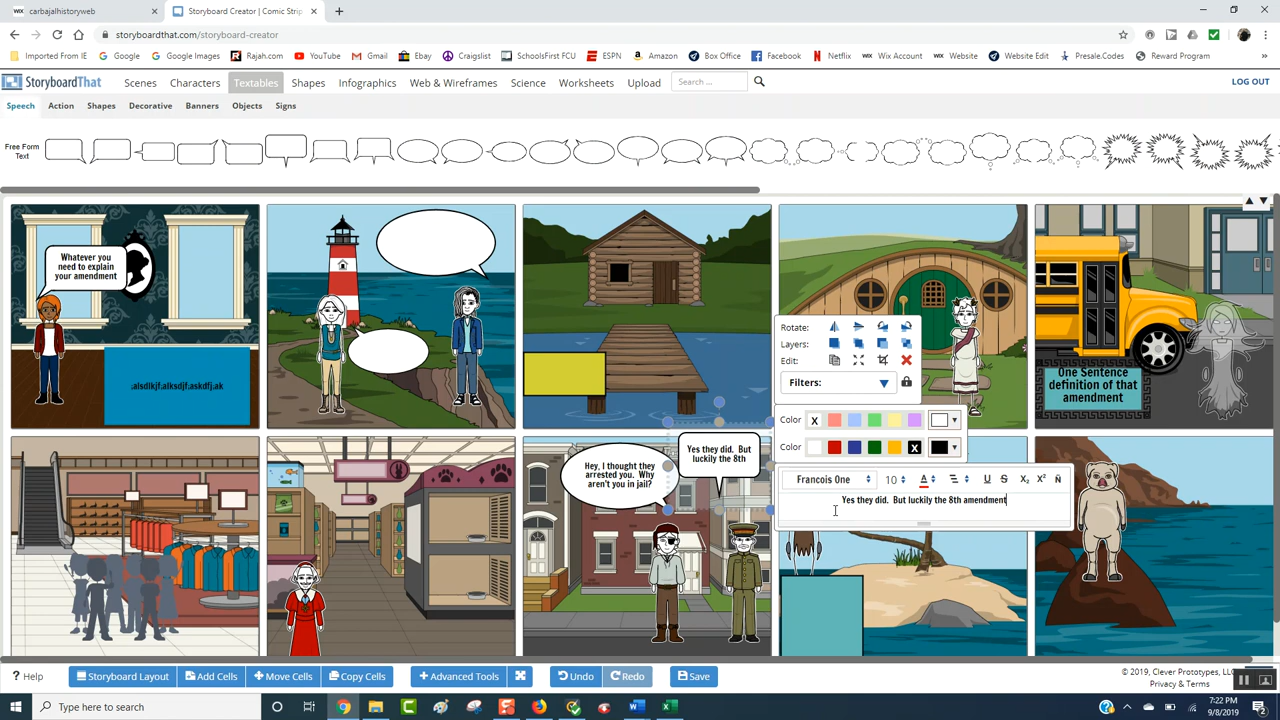 carbajalhistoryweb
Storyboard Creator | Comic Strip
storyboardthat.com/storyboard-creator
Imported From IE
Google
Google Images
Rajah.com
YouTube
Gmail
Ebay
Craigslist
SchoolsFirst FCU
ESPN
Amazon
Box Office
Facebook
Netflix
Wix Account
Website
Website Edit
Presale.Codes
Reward Program
StoryboardThat
Scenes
Characters
Textables
Shapes
Infographics
Web & Wireframes
Science
Worksheets
Upload
Search ...
LOG OUT
Speech
Action
Shapes
Decorative
Banners
Objects
Signs
Free Form
Text
Whatever you
need to explain
your amendment
;alsdlkjf;alksdjf;askdfj;ak
One Sentence
definition of that
amendment
Rotate:
Layers:
Edit:
Filters:
Color
Color
Francois One
10
Yes they did. But luckily the 8th amendment
Hey, I thought they
arrested you. Why
aren't you in jail?
Yes they did. But
luckily the 8th
? Help
Storyboard Layout
Add Cells
Move Cells
Copy Cells
+ Advanced Tools
Undo
Redo
Save
© 2019, Clever Prototypes, LL
Privacy & Terms
Type here to search
7:22 PM
9/8/2019